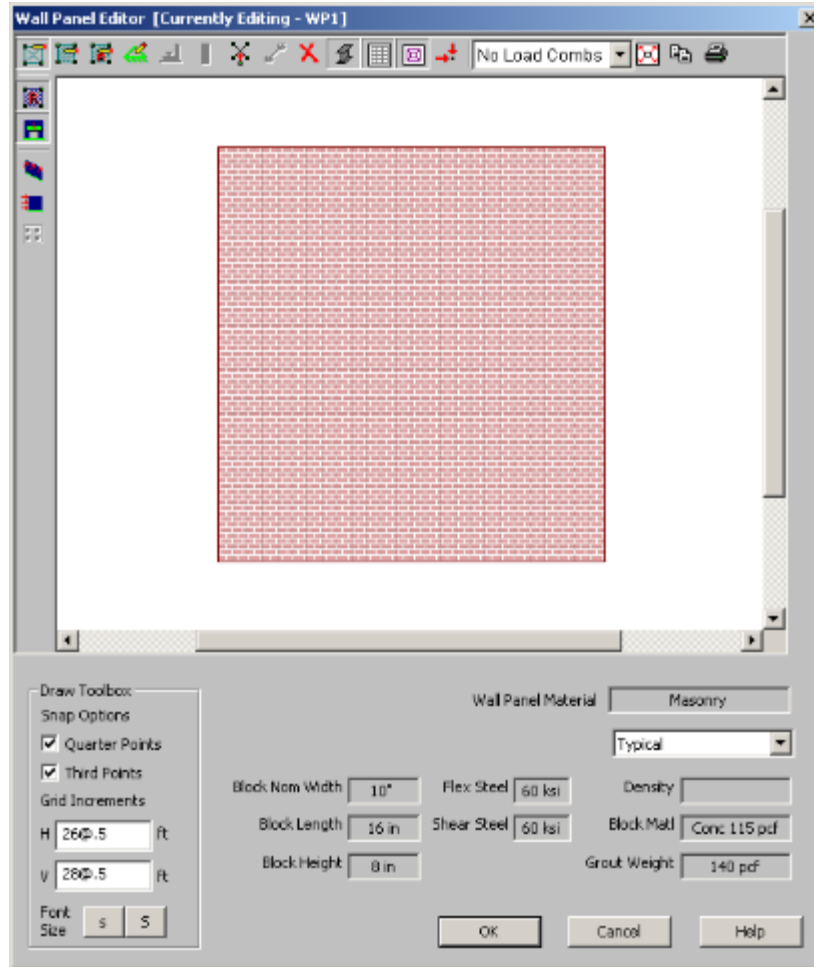 Wall Panel Editor [Currently Editing - WP1]
No Load Combs
Draw Toolbox
Snap Options
Quarter Points
Third Points
Grid Increments
H 26@.5 ft
V 28@.5 ft
Font Size s S
Wall Panel Material Masonry
Typical
Block Nom Width 10" Flex Steel 60 ksi Density
Block Length 16 in Shear Steel 60 ksi Block Matl Conc 115 pcf
Block Height 8 in Grout Weight 140 pcf
OK Cancel Help